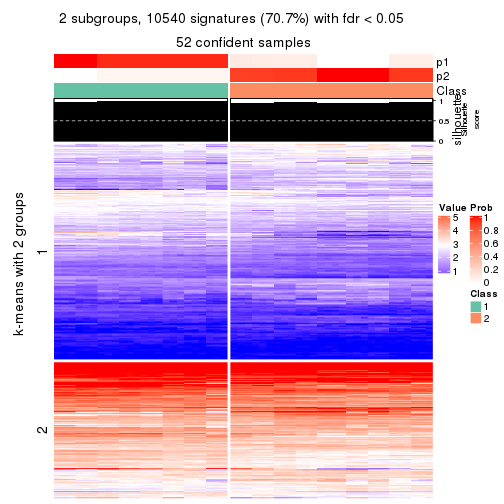 2 subgroups, 10540 signatures (70.7%) with fdr < 0.05
52 confident samples
p1
p2
Class
1
0.5
0
silhouette
Silhouette
score
k-means with 2 groups
1
2
Value
5
4
3
2
1
Prob
1
0.8
0.6
0.4
0.2
0
Class
1
2